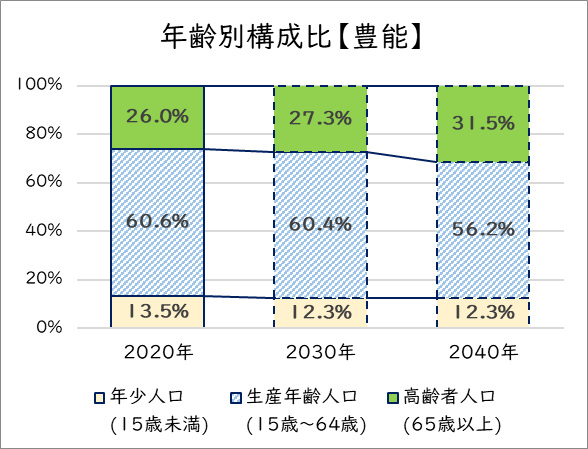 年齢別構成比【豊能】
100%
80%
60%
40%
20%
0%
26.0%
27.3%
31.5%
60.6%
60.4%
56.2%
13.5%
12.3%
12.3%
2020年
2030年
2040年
年少人口
(15歳未満)
生産年齢人口
(15歳～64歳)
高齢者人口
(65歳以上)